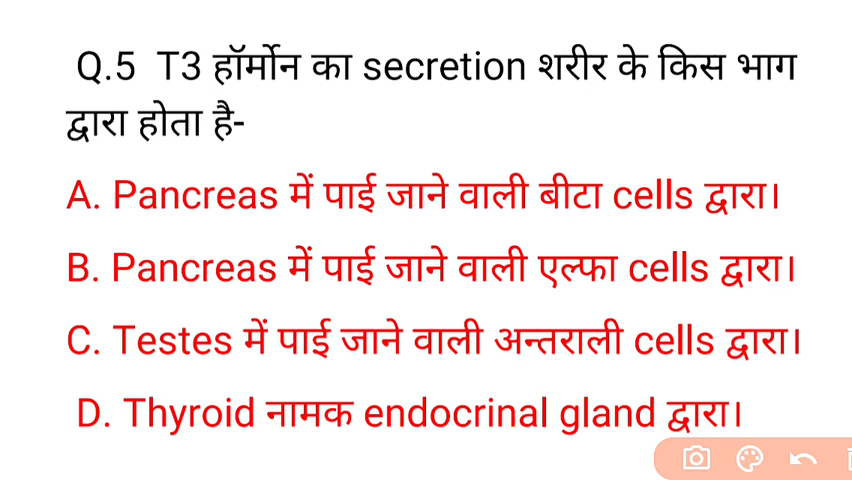 Q.5 T3 हॉर्मोन का secretion शरीर के किस भाग
द्वारा होता है-
A. Pancreas में पाई जाने वाली बीटा cells द्वारा।
B. Pancreas में पाई जाने वाली एल्फा cells द्वारा।
C. Testes में पाई जाने वाली अन्तराली cells द्वारा।
D. Thyroid नामक endocrinal gland द्वारा।